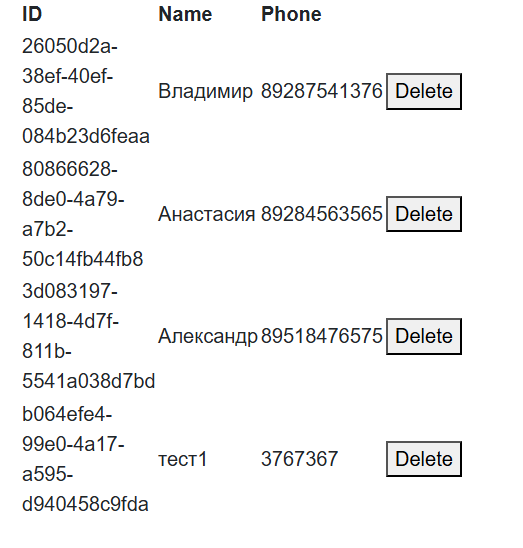 ID Name Phone
26050d2a-
38ef-40ef-
85de-
084b23d6feaa
Владимир 89287541376 Delete
80866628-
8de0-4a79-
a7b2-
50c14fb44fb8
Анастасия 89284563565 Delete
3d083197-
1418-4d7f-
811b-
5541a038d7bd
Александр 89518476575 Delete
b064efe4-
99e0-4a17-
a595-
d940458c9fda
тест1 3767367 Delete